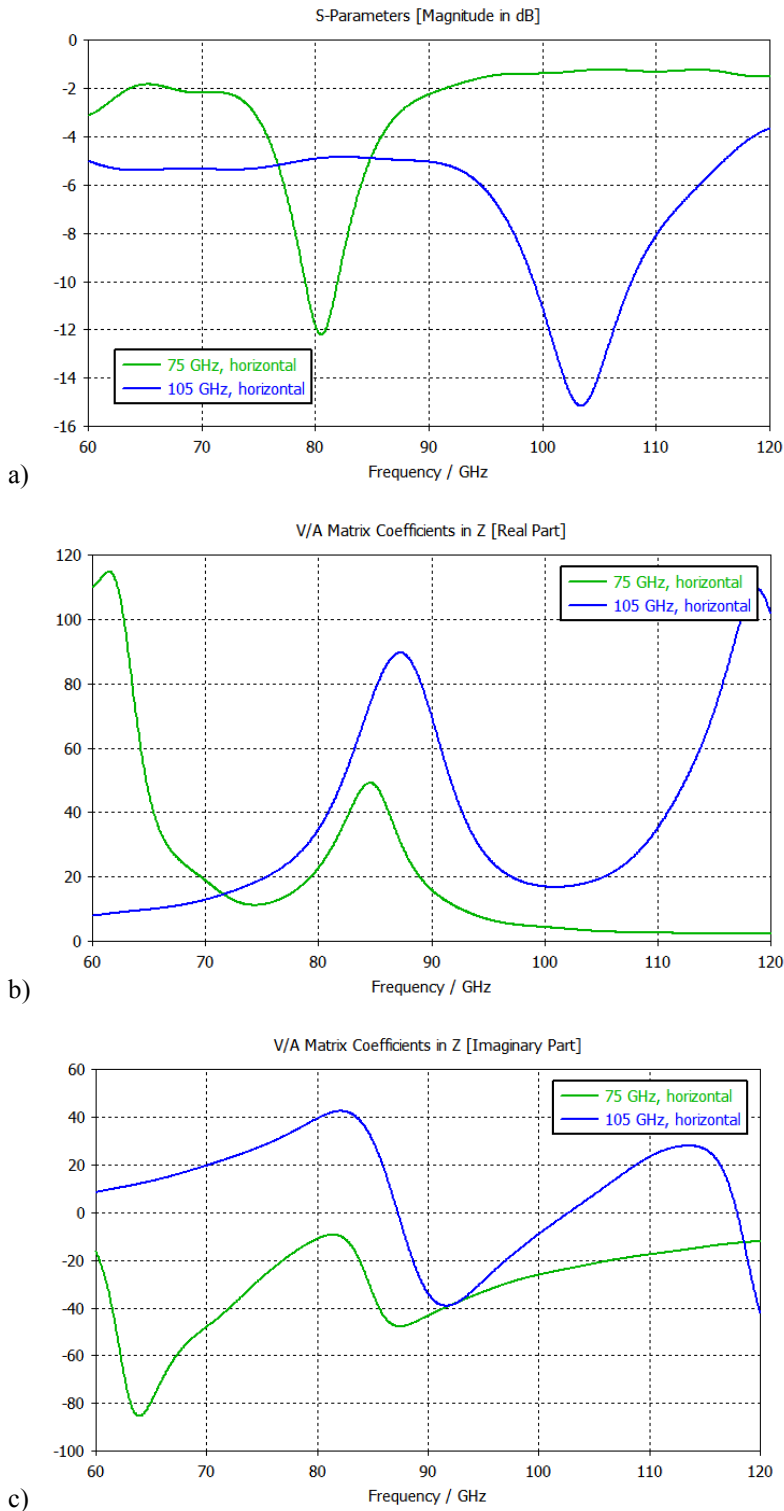 S-Parameters [Magnitude in dB]
0
-2
-4
-6
-8
-10
-12
-14
-16
75 GHz, horizontal
105 GHz, horizontal
60 70 80 90 100 110 120
Frequency / GHz
a)
V/A Matrix Coefficients in Z [Real Part]
120
100
80
60
40
20
0
75 GHz, horizontal
105 GHz, horizontal
60 70 80 90 100 110 120
Frequency / GHz
b)
V/A Matrix Coefficients in Z [Imaginary Part]
60
40
20
0
-20
-40
-60
-80
-100
75 GHz, horizontal
105 GHz, horizontal
60 70 80 90 100 110 120
Frequency / GHz
c)